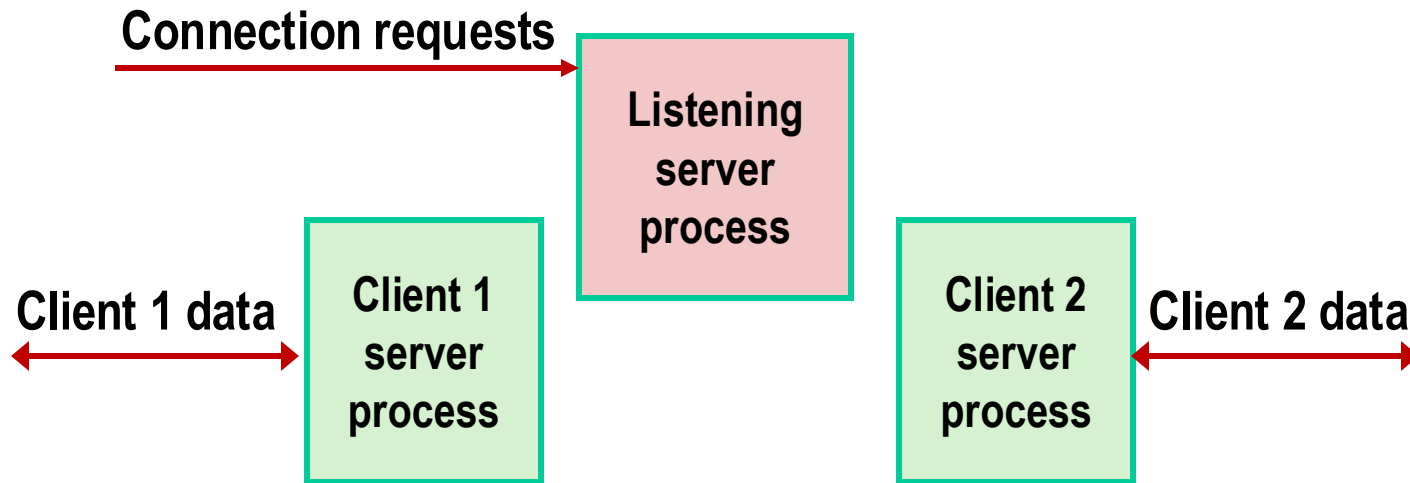 Connection requests
Listening
server
process
Client 1 data
Client 1
server
process
Client 2
server
process
Client 2 data